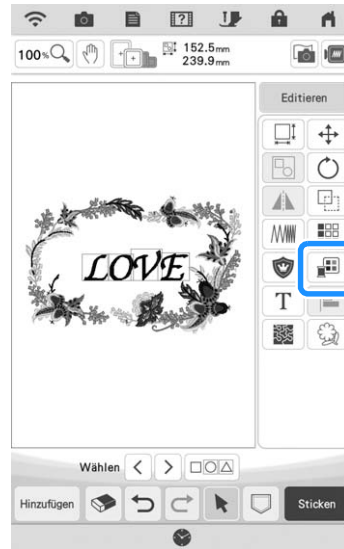 100%
152.5mm
239.9mm
Editieren
LOVE
T
Wählen
Hinzufügen
Sticken